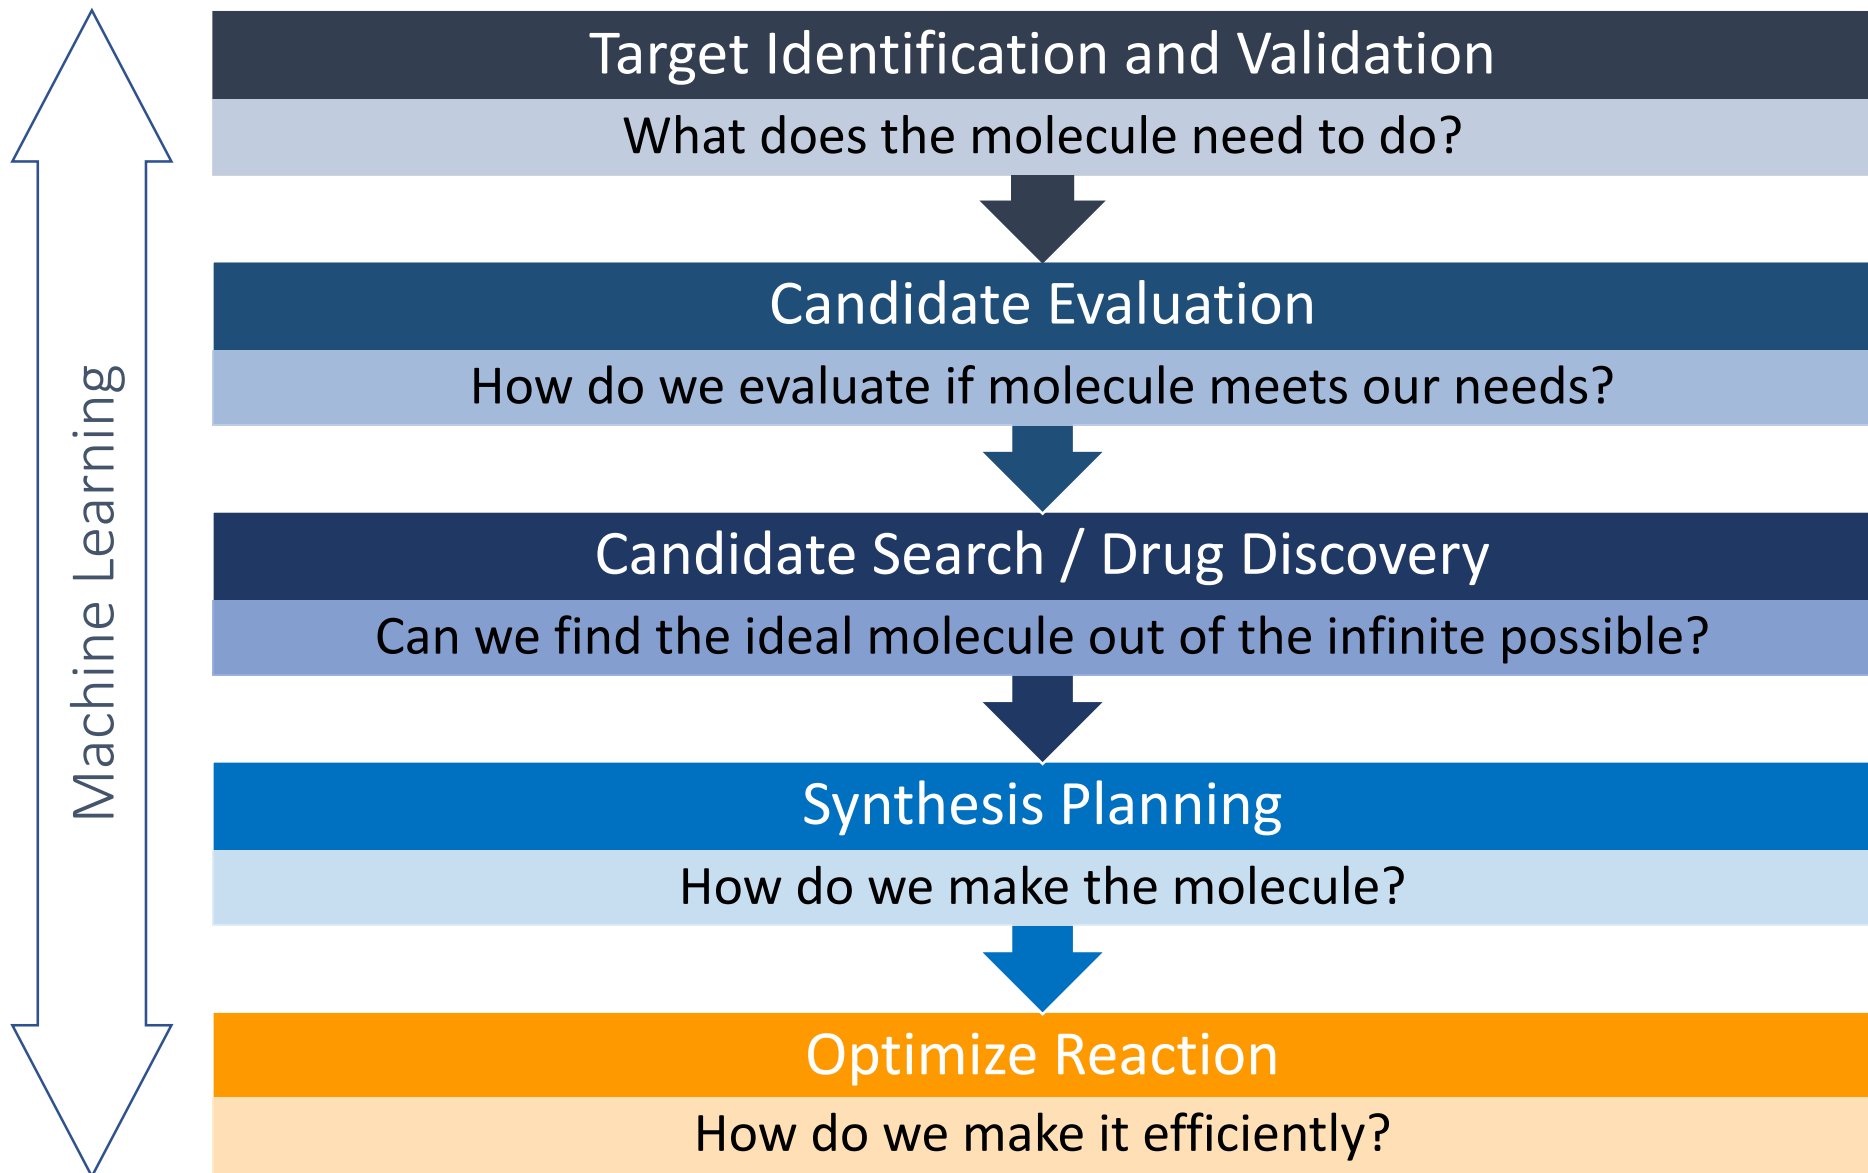 Machine Learning
Target Identification and Validation
What does the molecule need to do?
Candidate Evaluation
How do we evaluate if molecule meets our needs?
Candidate Search / Drug Discovery
Can we find the ideal molecule out of the infinite possible?
Synthesis Planning
How do we make the molecule?
Optimize Reaction
How do we make it efficiently?